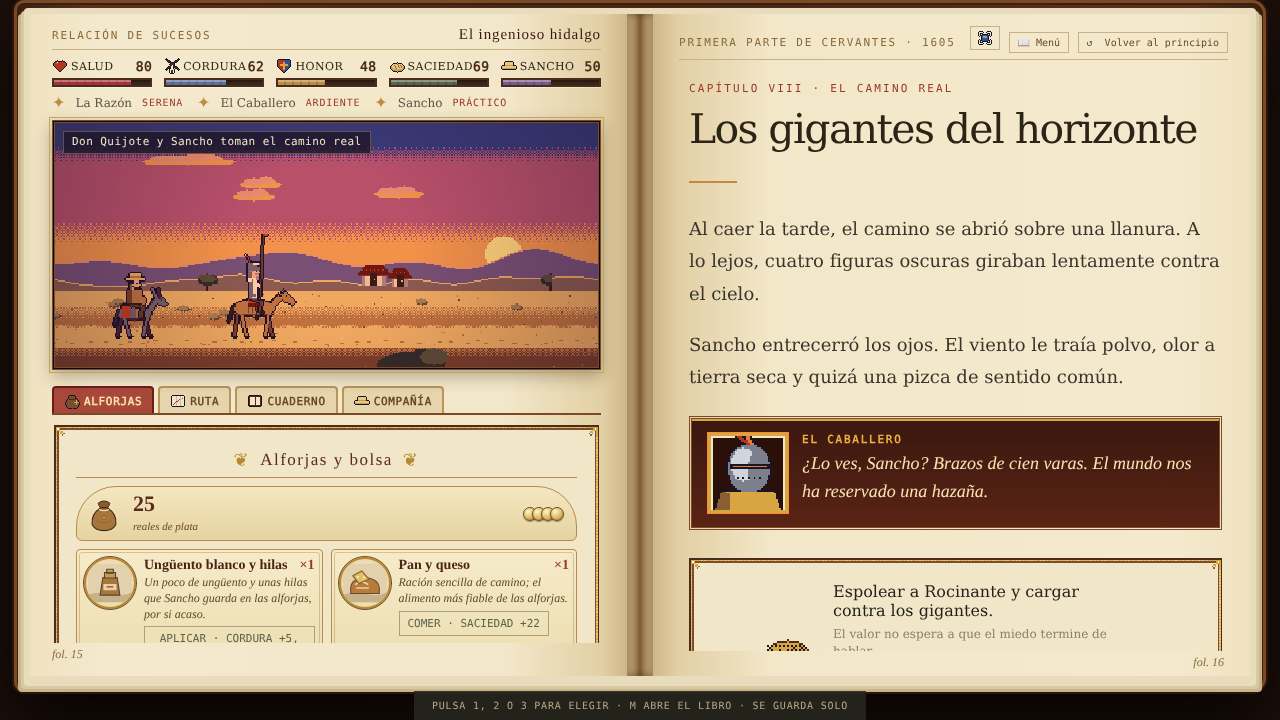 RELACIÓN DE SUCESOS
El ingenioso hidalgo
SALUD 80
CORDURA 62
HONOR 48
SACIEDAD 69
SANCHO 50
La Razón SERENA
El Caballero ARDIENTE
Sancho PRÁCTICO
Don Quijote y Sancho toman el camino real
ALFORJAS
RUTA
CUADERNO
COMPAÑÍA
Alforjas y bolsa
25
reales de plata
Ungüento blanco y hilas ×1
Un poco de ungüento y unas hilas
que Sancho guarda en las alforjas,
por si acaso.
APLICAR · CORDURA +5,
Pan y queso ×1
Ración sencilla de camino; el
alimento más fiable de las alforjas.
COMER · SACIEDAD +22
fol. 15
PRIMERA PARTE DE CERVANTES · 1605
Menú
↺ Volver al principio
CAPÍTULO VIII · EL CAMINO REAL
Los gigantes del horizonte
Al caer la tarde, el camino se abrió sobre una llanura. A
lo lejos, cuatro figuras oscuras giraban lentamente contra
el cielo.
Sancho entrecerró los ojos. El viento le traía polvo, olor a
tierra seca y quizá una pizca de sentido común.
EL CABALLERO
¿Lo ves, Sancho? Brazos de cien varas. El mundo nos
ha reservado una hazaña.
Espolear a Rocinante y cargar
contra los gigantes.
El valor no espera a que el miedo termine de
hablar.
fol. 16
PULSA 1, 2 O 3 PARA ELEGIR · M ABRE EL LIBRO · SE GUARDA SOLO